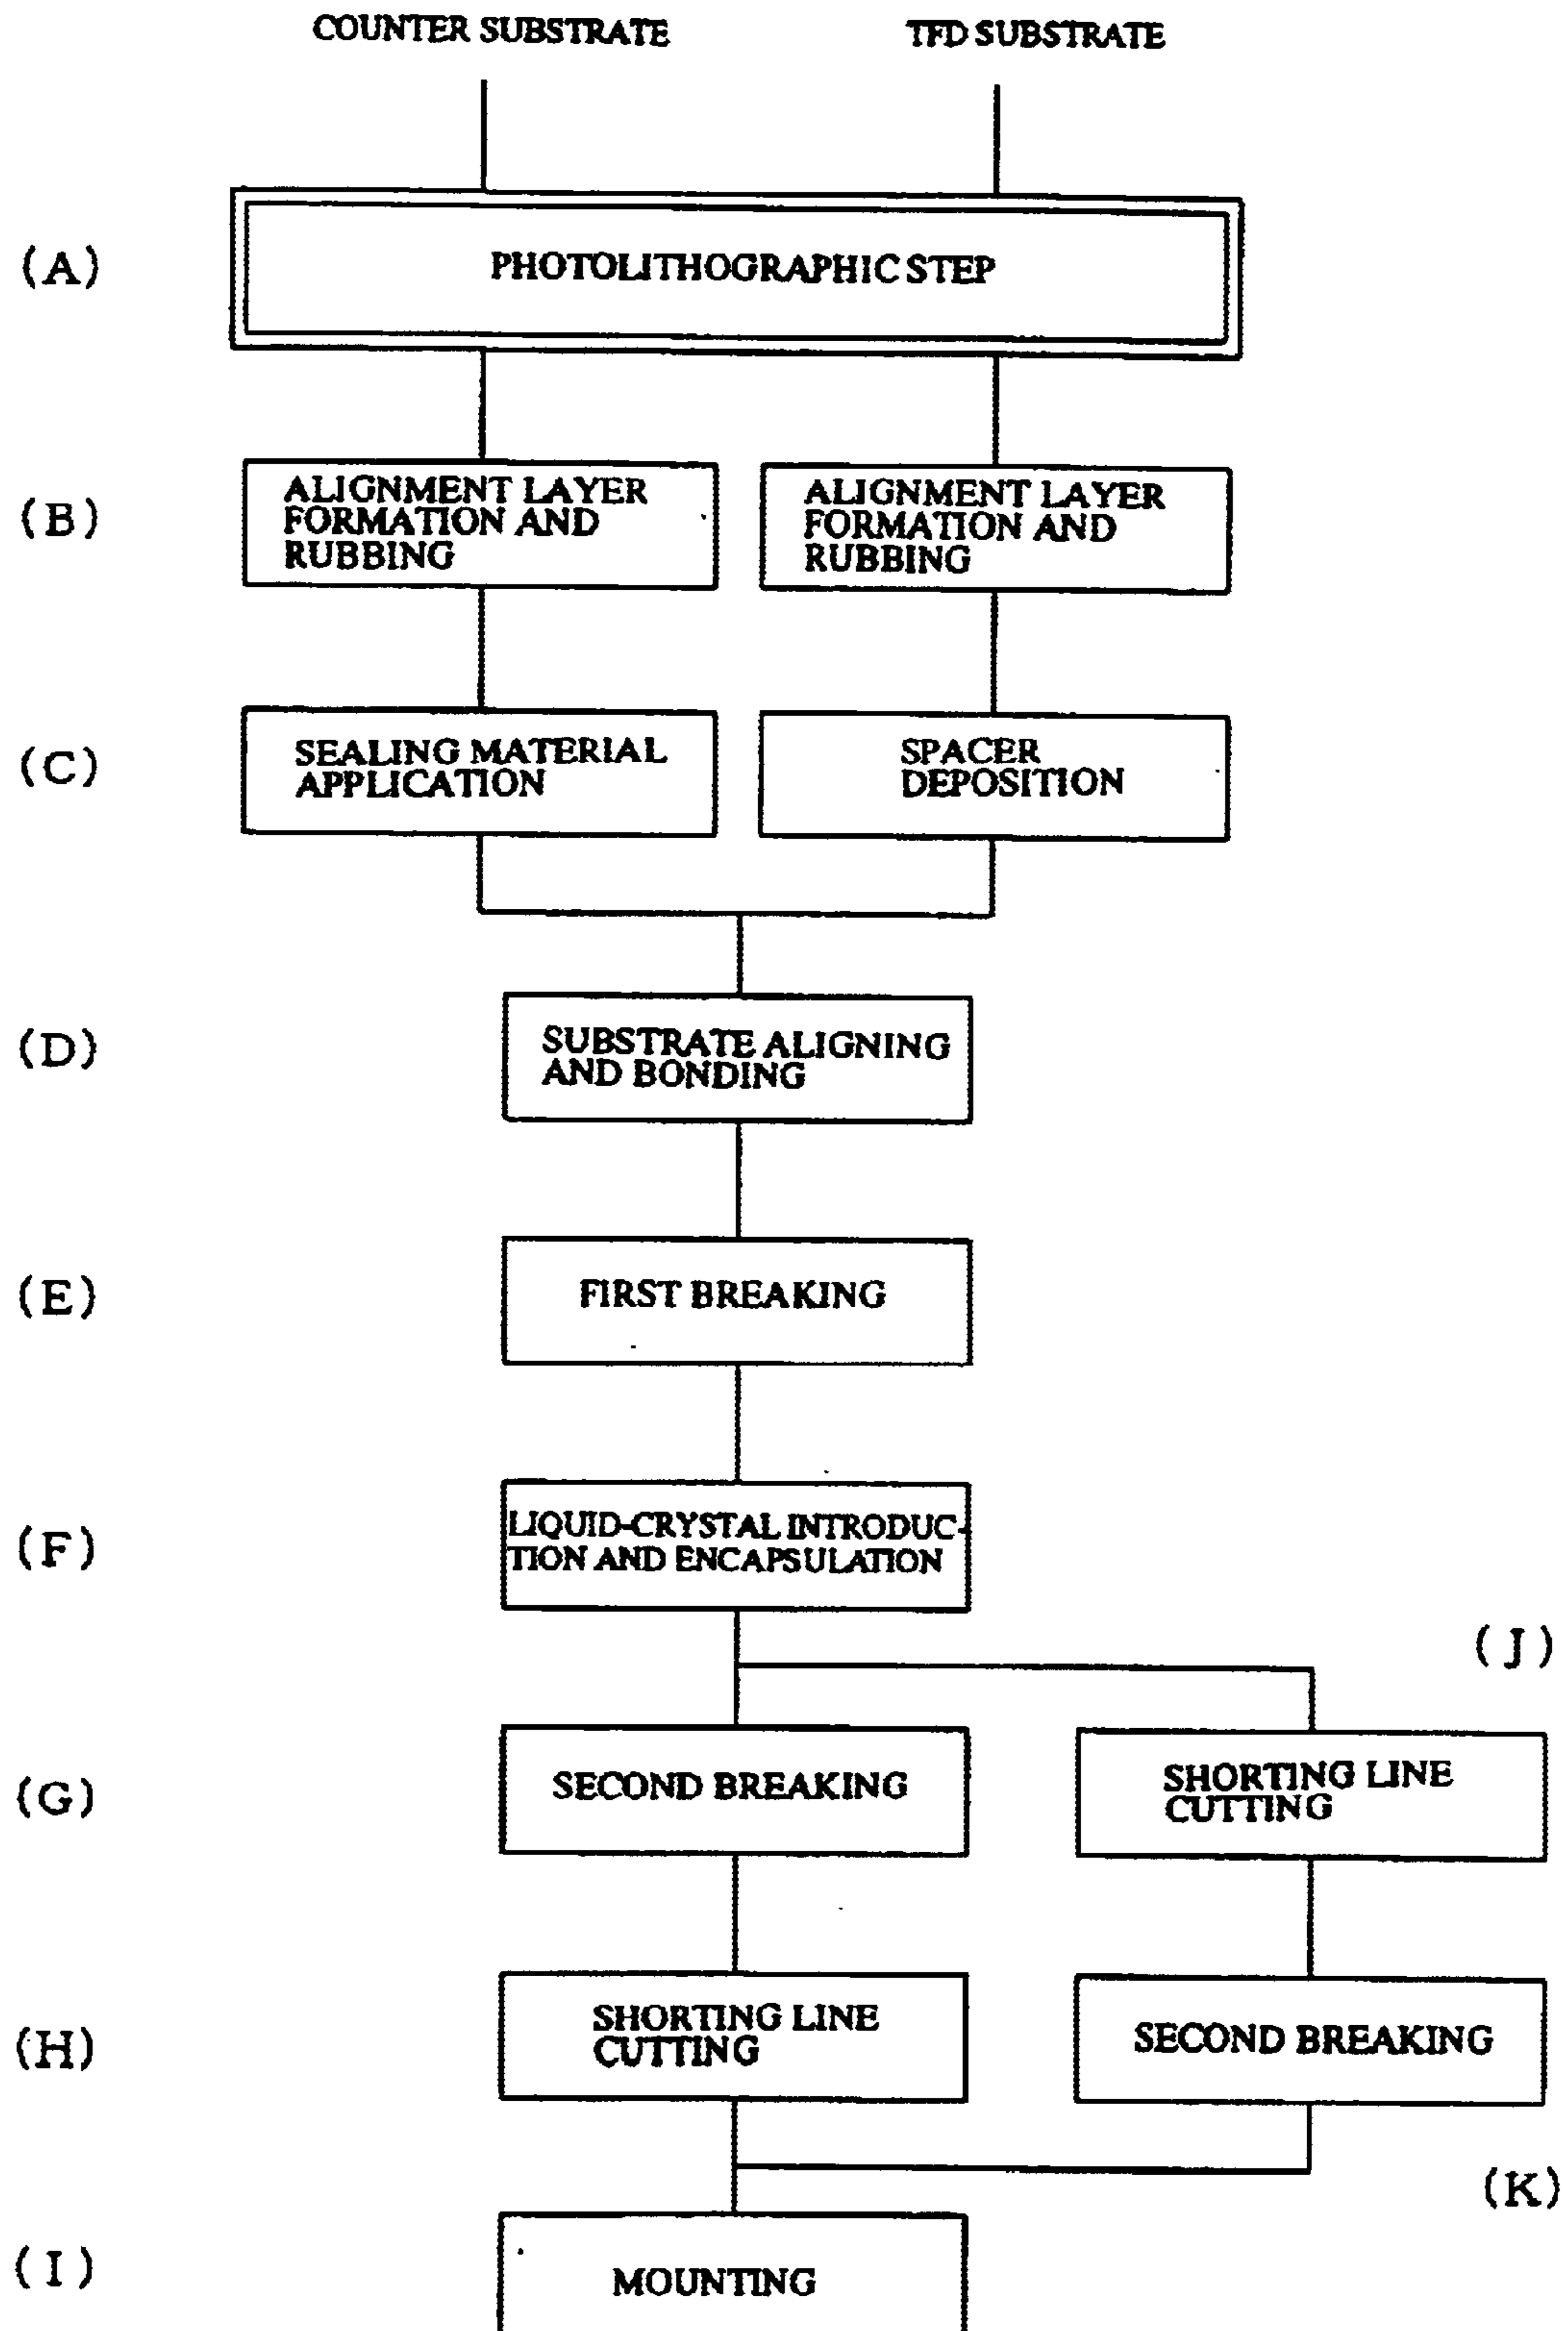 COUNTER SUBSTRATE
TFD SUBSTRATE
(A)
PHOTOLITHOGRAPHIC STEP
(B)
ALIGNMENT LAYER
FORMATION AND
RUBBING
ALIGNMENT LAYER
FORMATION AND
RUBBING
(C)
SEALING MATERIAL
APPLICATION
SPACER
DEPOSITION
(D)
SUBSTRATE ALIGNING
AND BONDING
(E)
FIRST BREAKING
(F)
LIQUID-CRYSTAL INTRODUC-
TION AND ENCAPSULATION
(J)
(G)
SECOND BREAKING
SHORTING LINE
CUTTING
(H)
SHORTING LINE
CUTTING
SECOND BREAKING
(K)
(I)
MOUNTING